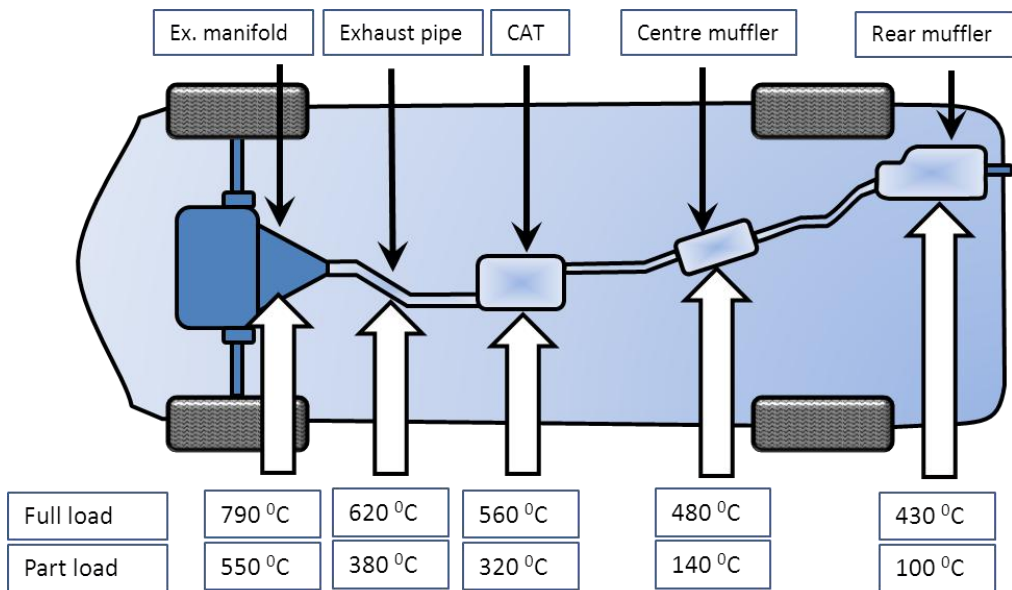 Ex. manifold
Exhaust pipe
CAT
Centre muffler
Rear muffler
Full load
790 ⁰C
620 ⁰C
560 ⁰C
480 ⁰C
430 ⁰C
Part load
550 ⁰C
380 ⁰C
320 ⁰C
140 ⁰C
100 ⁰C